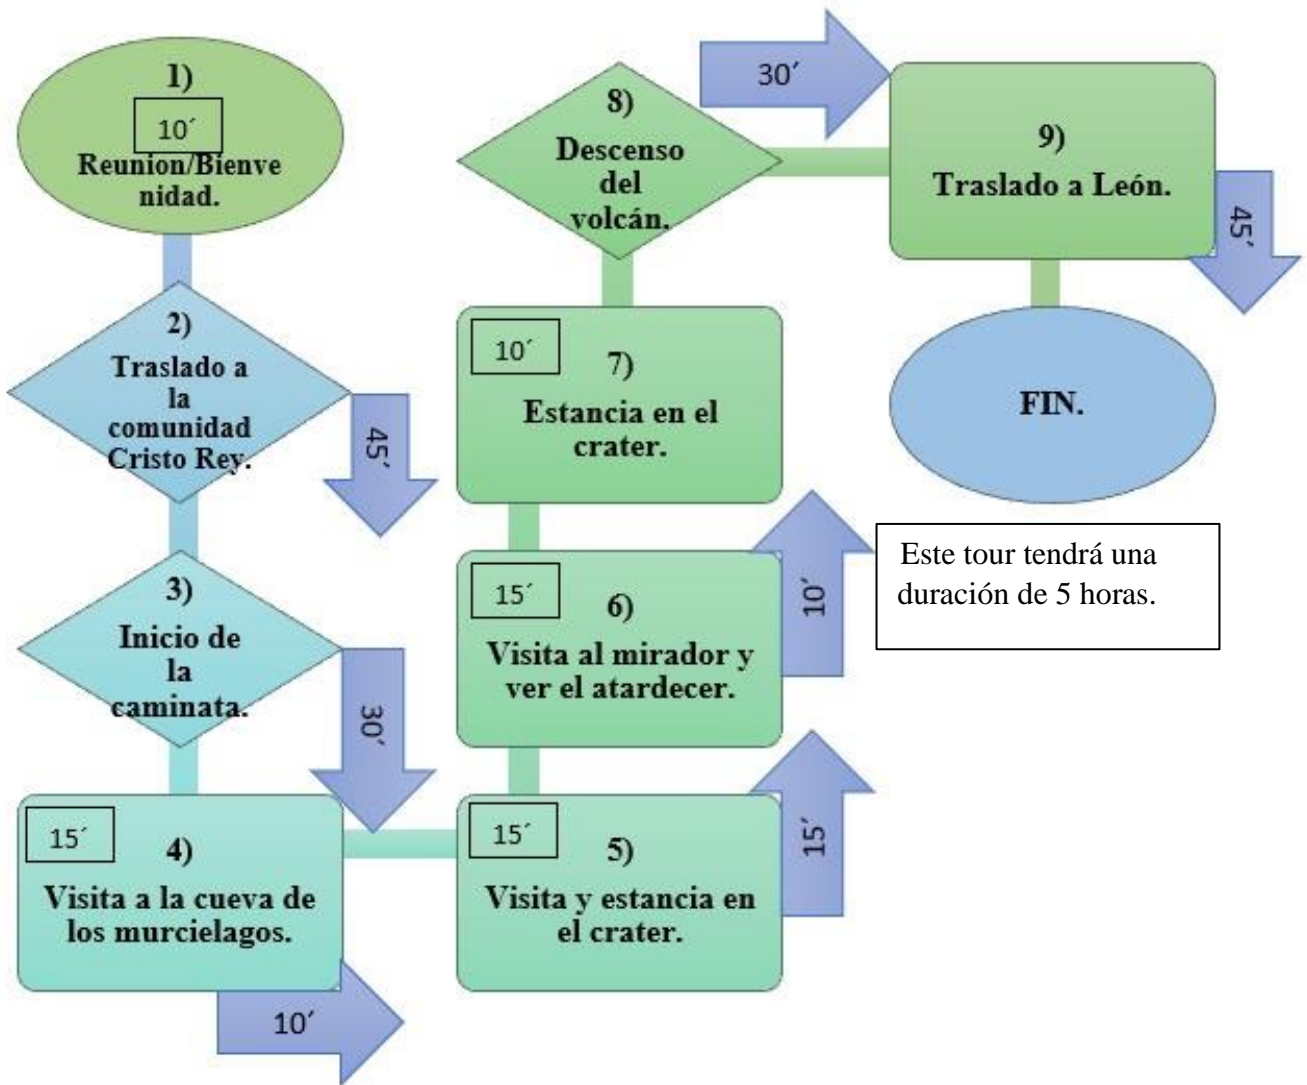 1)
10´
Reunion/Bienve
nidad.
2)
Traslado a
la
comunidad
Cristo Rey.
45´
3)
Inicio de
la
caminata.
30´
15´
4)
Visita a la cueva de
los murcielagos.
10´
15´
5)
Visita y estancia en
el crater.
15´
15´
6)
Visita al mirador y
ver el atardecer.
10´
10´
7)
Estancia en el
crater.
8)
Descenso
del
volcán.
30´
9)
Traslado a León.
45´
FIN.
Este tour tendrá una
duración de 5 horas.